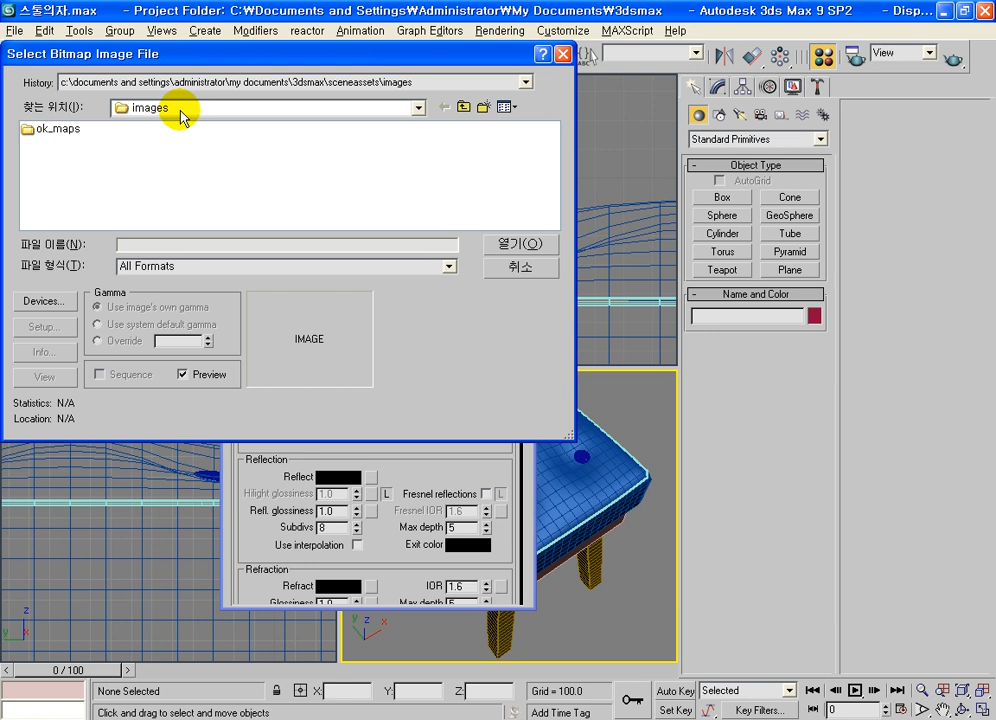 스툴의자.max - Project Folder: C:₩Documents and Settings₩Administrator₩My Documents₩3dsmax - Autodesk 3ds Max 9 SP2 - Disp...
File Edit Tools Group Views Create Modifiers reactor Animation Graph Editors Rendering Customize MAXScript Help
View
Select Bitmap Image File
History: c:\documents and settings\administrator\my documents\3dsmax\sceneassets\images
찾는 위치(I): images
ok_maps
파일 이름(N): 열기(O)
파일 형식(T): All Formats 취소
Devices...
Setup...
Info...
View
Gamma
Use image's own gamma
Use system default gamma
Override
Sequence Preview
IMAGE
Statistics: N/A
Location: N/A
Standard Primitives
- Object Type
AutoGrid
Box Cone
Sphere GeoSphere
Cylinder Tube
Torus Pyramid
Teapot Plane
- Name and Color
Reflection
Reflect
Hilight glossiness 1.0 L Fresnel reflections L
Refl. glossiness 1.0 Fresnel IOR 1.6
Subdivs 8 Max depth 5
Use interpolation Exit color
Refraction
Refract IOR 1.6
Glossiness 1.0 Max depth 5
z
y x
z
y x
< 0 / 100 >
None Selected X: Y: Z: Grid = 100.0 Auto Key Selected
Click and drag to select and move objects Add Time Tag Set Key Key Filters... 0